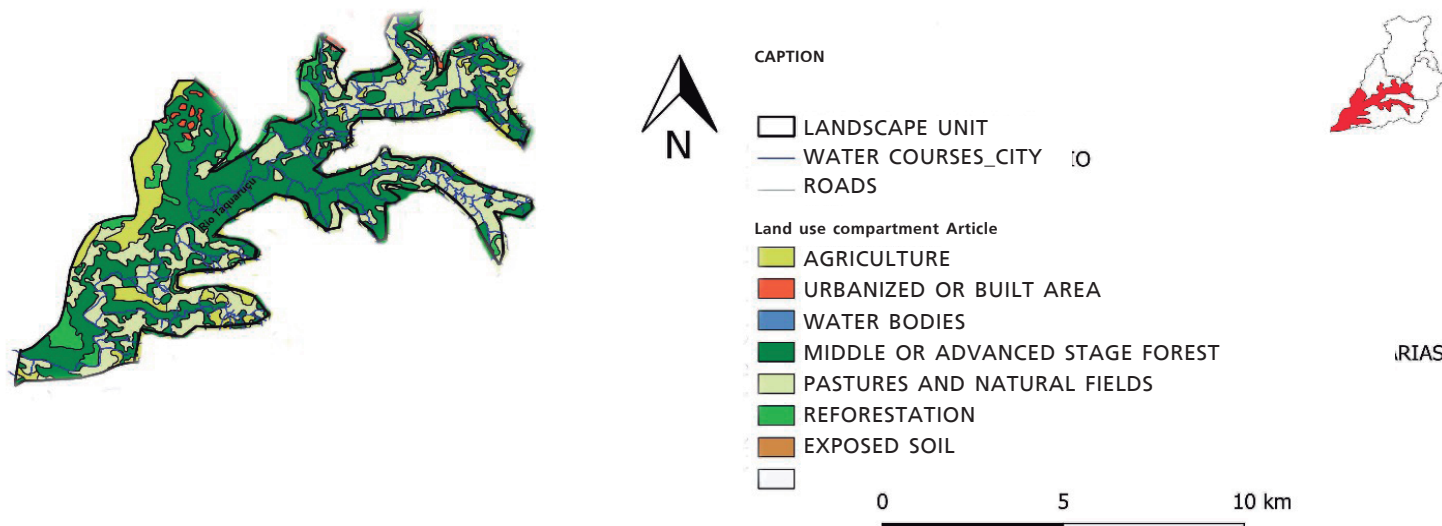 Rio Taquaruçu
N
CAPTION
LANDSCAPE UNIT
WATER COURSES_CITY
IO
ROADS
Land use compartment Article
AGRICULTURE
URBANIZED OR BUILT AREA
WATER BODIES
MIDDLE OR ADVANCED STAGE FOREST
RIAS
PASTURES AND NATURAL FIELDS
REFORESTATION
EXPOSED SOIL
0 5 10 km